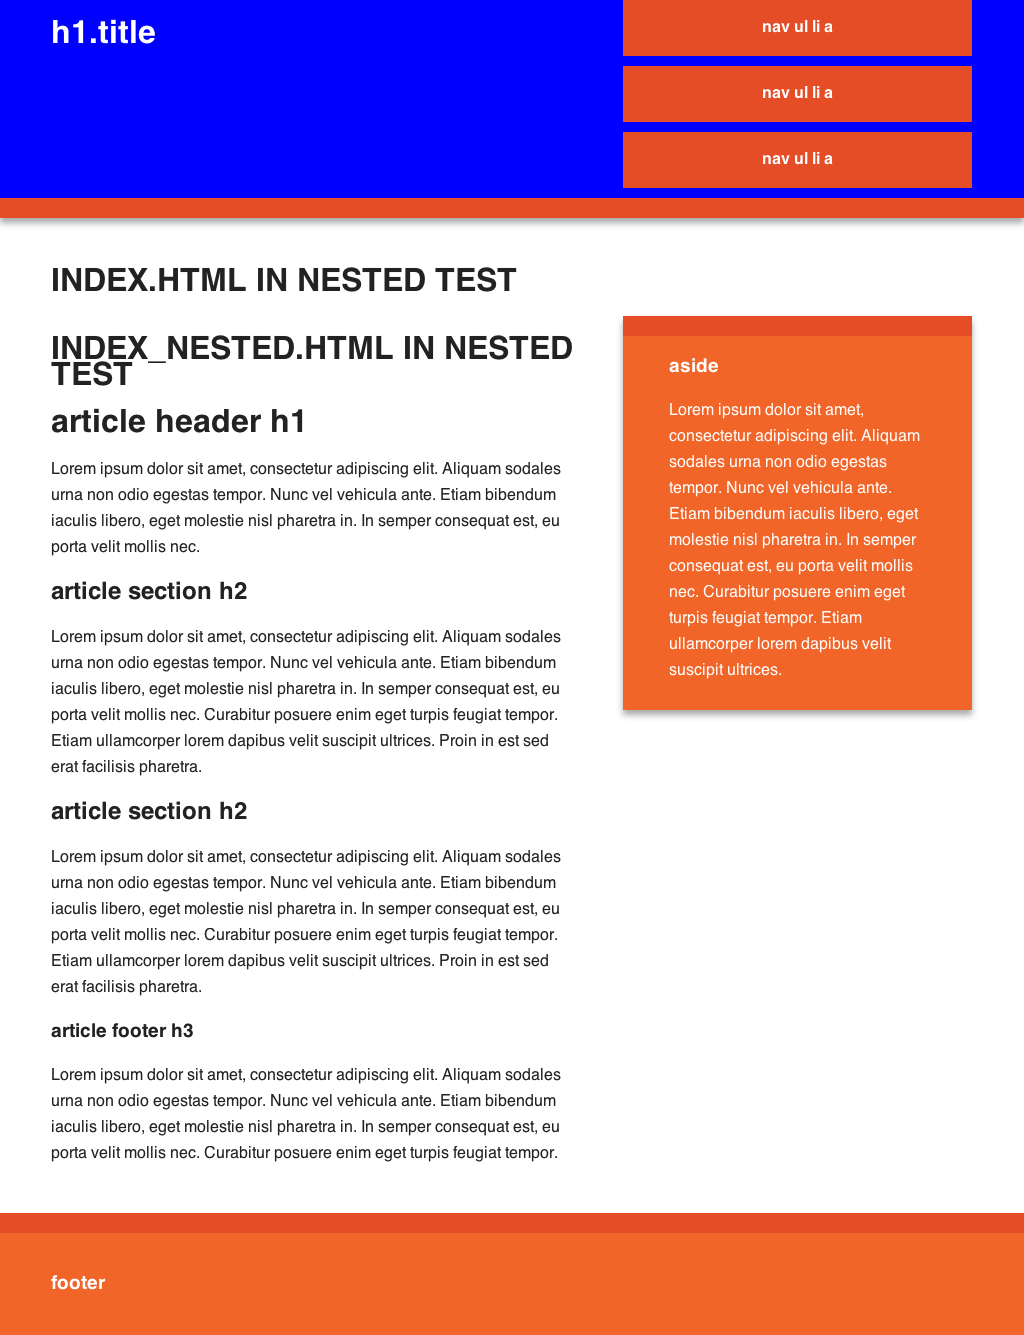 h1.title
nav ul li a
nav ul li a
nav ul li a
INDEX.HTML IN NESTED TEST
INDEX_NESTED.HTML IN NESTED
TEST
article header h1
Lorem ipsum dolor sit amet, consectetur adipiscing elit. Aliquam sodales
urna non odio egestas tempor. Nunc vel vehicula ante. Etiam bibendum
iaculis libero, eget molestie nisl pharetra in. In semper consequat est, eu
porta velit mollis nec.
article section h2
Lorem ipsum dolor sit amet, consectetur adipiscing elit. Aliquam sodales
urna non odio egestas tempor. Nunc vel vehicula ante. Etiam bibendum
iaculis libero, eget molestie nisl pharetra in. In semper consequat est, eu
porta velit mollis nec. Curabitur posuere enim eget turpis feugiat tempor.
Etiam ullamcorper lorem dapibus velit suscipit ultrices. Proin in est sed
erat facilisis pharetra.
article section h2
Lorem ipsum dolor sit amet, consectetur adipiscing elit. Aliquam sodales
urna non odio egestas tempor. Nunc vel vehicula ante. Etiam bibendum
iaculis libero, eget molestie nisl pharetra in. In semper consequat est, eu
porta velit mollis nec. Curabitur posuere enim eget turpis feugiat tempor.
Etiam ullamcorper lorem dapibus velit suscipit ultrices. Proin in est sed
erat facilisis pharetra.
article footer h3
Lorem ipsum dolor sit amet, consectetur adipiscing elit. Aliquam sodales
urna non odio egestas tempor. Nunc vel vehicula ante. Etiam bibendum
iaculis libero, eget molestie nisl pharetra in. In semper consequat est, eu
porta velit mollis nec. Curabitur posuere enim eget turpis feugiat tempor.
aside
Lorem ipsum dolor sit amet,
consectetur adipiscing elit. Aliquam
sodales urna non odio egestas
tempor. Nunc vel vehicula ante.
Etiam bibendum iaculis libero, eget
molestie nisl pharetra in. In semper
consequat est, eu porta velit mollis
nec. Curabitur posuere enim eget
turpis feugiat tempor. Etiam
ullamcorper lorem dapibus velit
suscipit ultrices.
footer